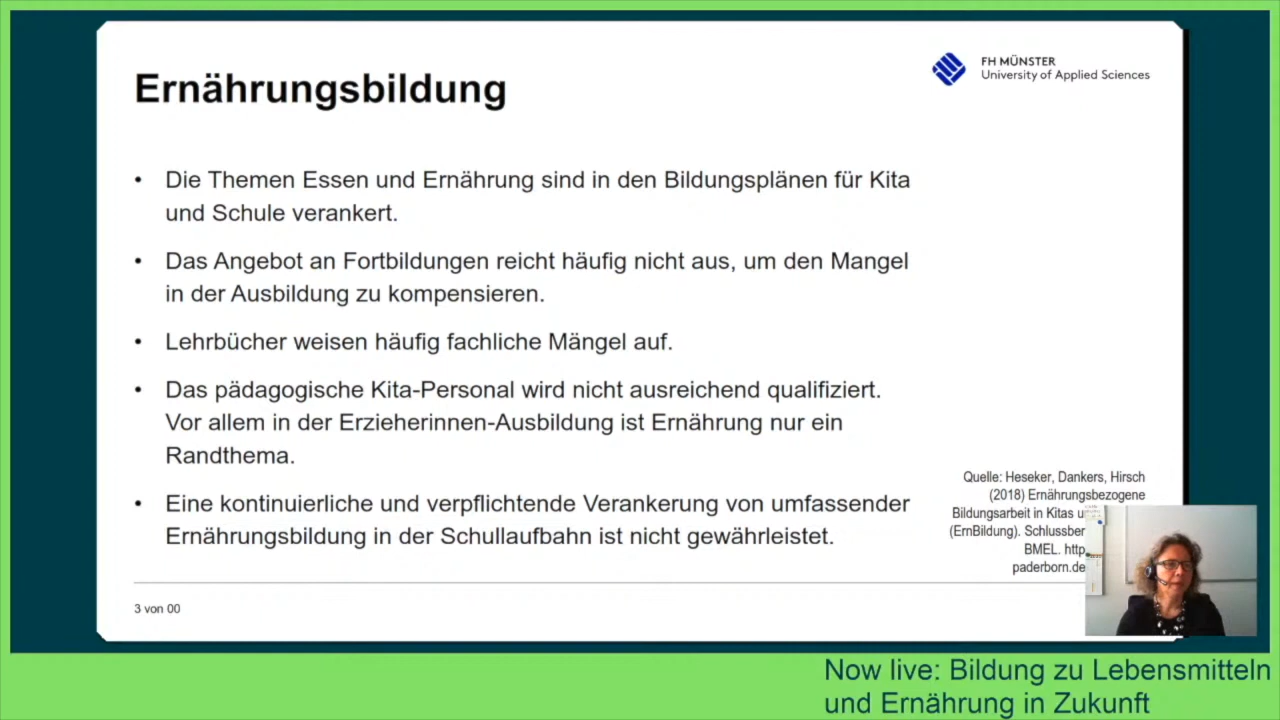 Ernährungsbildung
FH MÜNSTER
University of Applied Sciences
• Die Themen Essen und Ernährung sind in den Bildungsplänen für Kita
und Schule verankert.
• Das Angebot an Fortbildungen reicht häufig nicht aus, um den Mangel
in der Ausbildung zu kompensieren.
• Lehrbücher weisen häufig fachliche Mängel auf.
• Das pädagogische Kita-Personal wird nicht ausreichend qualifiziert.
Vor allem in der Erzieherinnen-Ausbildung ist Ernährung nur ein
Randthema.
• Eine kontinuierliche und verpflichtende Verankerung von umfassender
Ernährungsbildung in der Schullaufbahn ist nicht gewährleistet.
Quelle: Heseker, Dankers, Hirsch
(2018) Ernährungsbezogene
Bildungsarbeit in Kitas
(ErnBildung).
BMEL.
paderborn.de
3 von 00
Now live: Bildung zu Lebensmitteln
und Ernährung in Zukunft